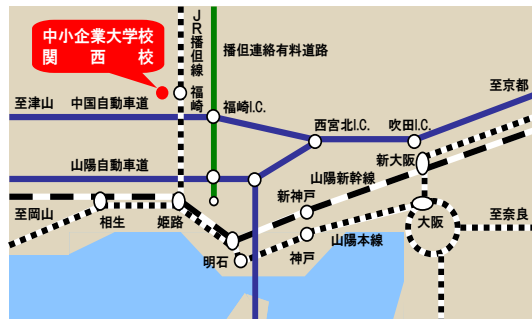 中小企業大学校
関西校
JR播但線
播但連絡有料道路
福崎
至津山
中国自動車道
福崎I.C.
西宮北I.C.
吹田I.C.
至京都
新大阪
山陽自動車道
山陽新幹線
新神戸
至岡山
相生
姫路
明石
神戸
山陽本線
大阪
至奈良